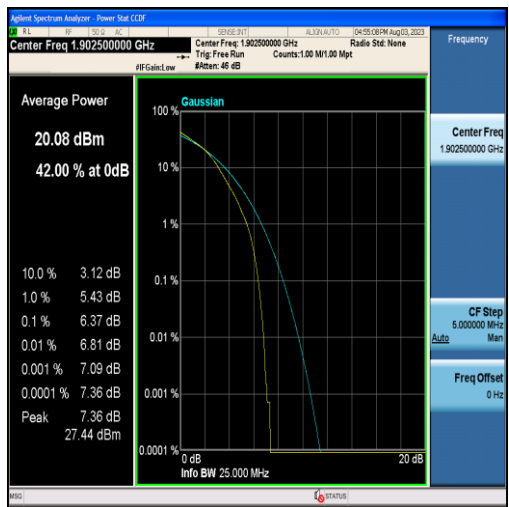 Agilent Spectrum Analyzer - Power Stat CCDF
RL RF 50 Ω AC SENSE:INT ALIGN AUTO 04:55:08PM Aug 03, 2023
Center Freq 1.902500000 GHz
Center Freq: 1.902500000 GHz Radio Std: None
Trig: Free Run Counts:1.00 M/1.00 Mpt
#IFGain:Low #Atten: 46 dB
Frequency
Average Power
20.08 dBm
42.00 % at 0dB
10.0 % 3.12 dB
1.0 % 5.43 dB
0.1 % 6.37 dB
0.01 % 6.81 dB
0.001 % 7.09 dB
0.0001 % 7.36 dB
Peak 7.36 dB
27.44 dBm
Gaussian
100 %
10 %
1 %
0.1 %
0.01 %
0.001 %
0.0001 %
0 dB 20 dB
Info BW 25.000 MHz
Center Freq
1.902500000 GHz
CF Step
5.000000 MHz
Auto Man
Freq Offset
0 Hz
MSG STATUS